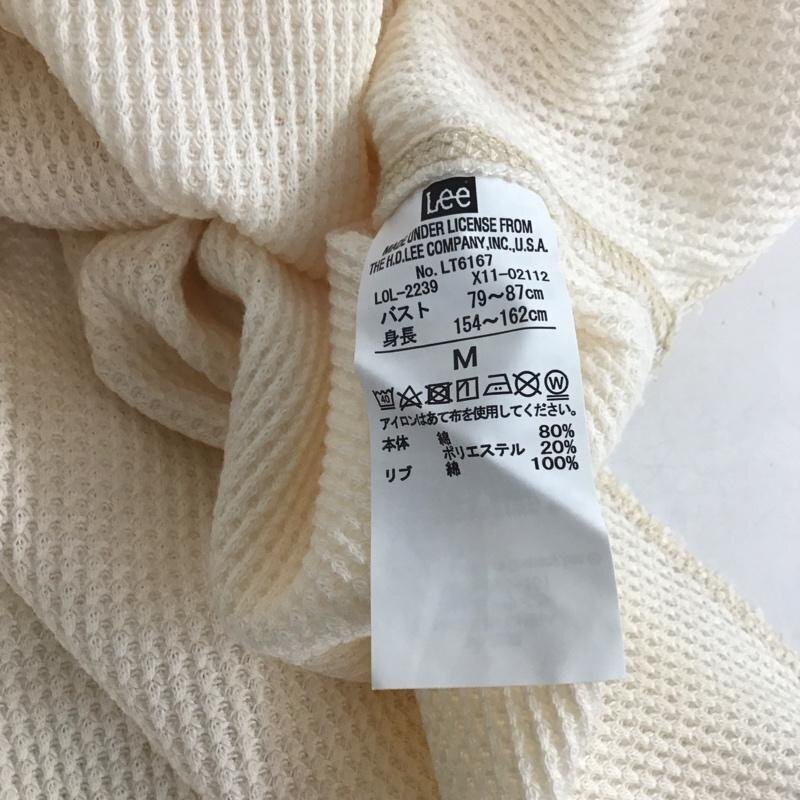 Lee
MADE UNDER LICENSE FROM
THE H.D.LEE COMPANY,INC.,U.S.A.
No. LT6167
LOL-2239 X11-02112
バスト 79～87cm
身長 154～162cm
M
40 W
アイロンはあて布を使用してください。
本体 綿 80%
ポリエステル 20%
リブ 綿 100%